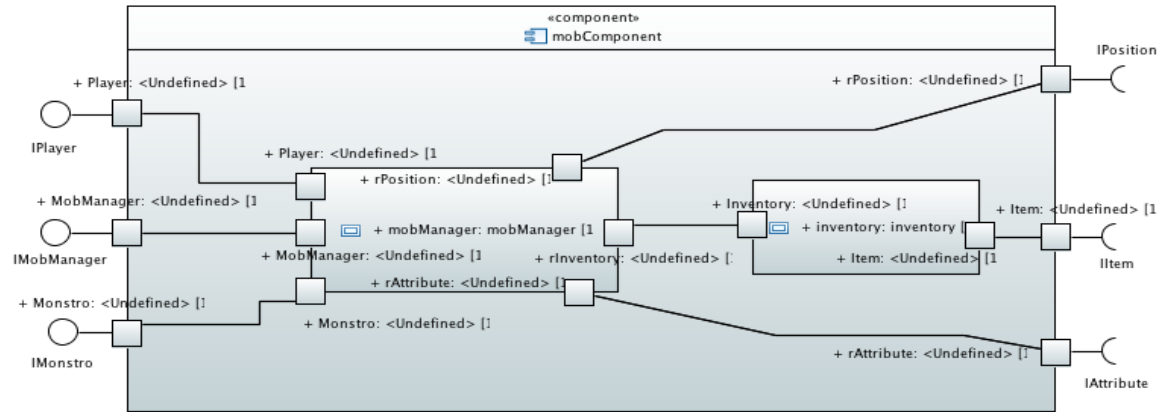 «component»
mobComponent
IPosition
+ Player: <Undefined> [1
+ rPosition: <Undefined> [1
IPlayer
+ Player: <Undefined> [1
+ rPosition: <Undefined> [1
+ MobManager: <Undefined> [1
+ Inventory: <Undefined> [1
+ Item: <Undefined> [1
+ mobManager: mobManager [1
+ inventory: inventory [
IMobManager
+ MobManager: <Undefined> [1
+ rInventory: <Undefined> [
+ Item: <Undefined> [1
IItem
+ rAttribute: <Undefined> [1
+ Monstro: <Undefined> [1
+ Monstro: <Undefined> [1
IMonstro
+ rAttribute: <Undefined> [1
IAttribute